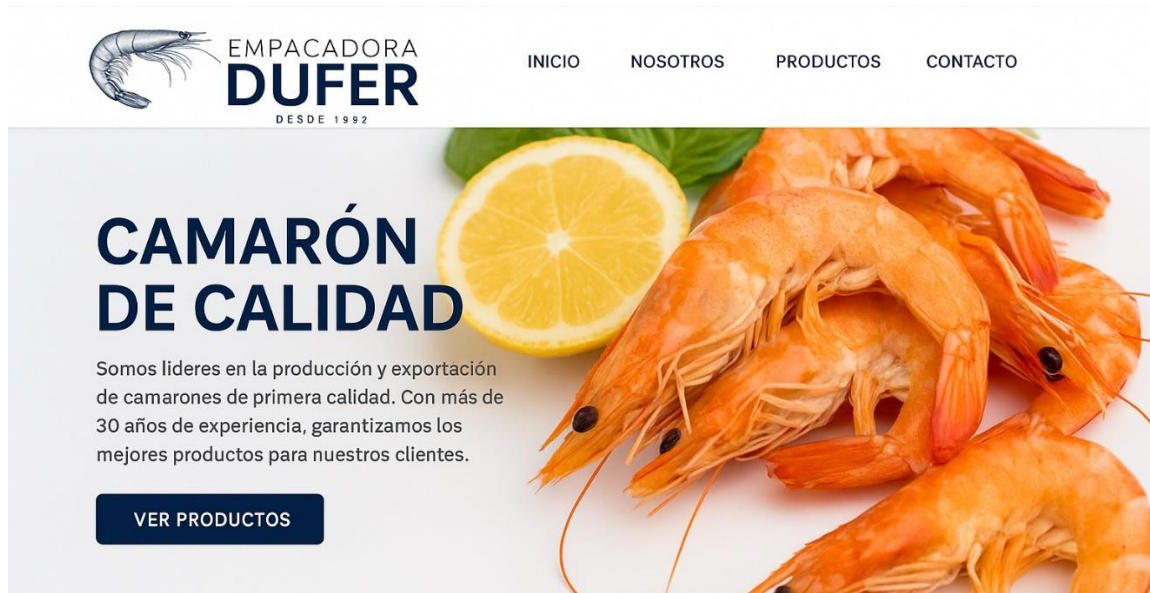 EMPACADORA
DUFER
DESDE 1992
INICIO
NOSOTROS
PRODUCTOS
CONTACTO
CAMARÓN
DE CALIDAD
Somos lideres en la producción y exportación
de camarones de primera calidad. Con más de
30 años de experiencia, garantizamos los
mejores productos para nuestros clientes.
VER PRODUCTOS